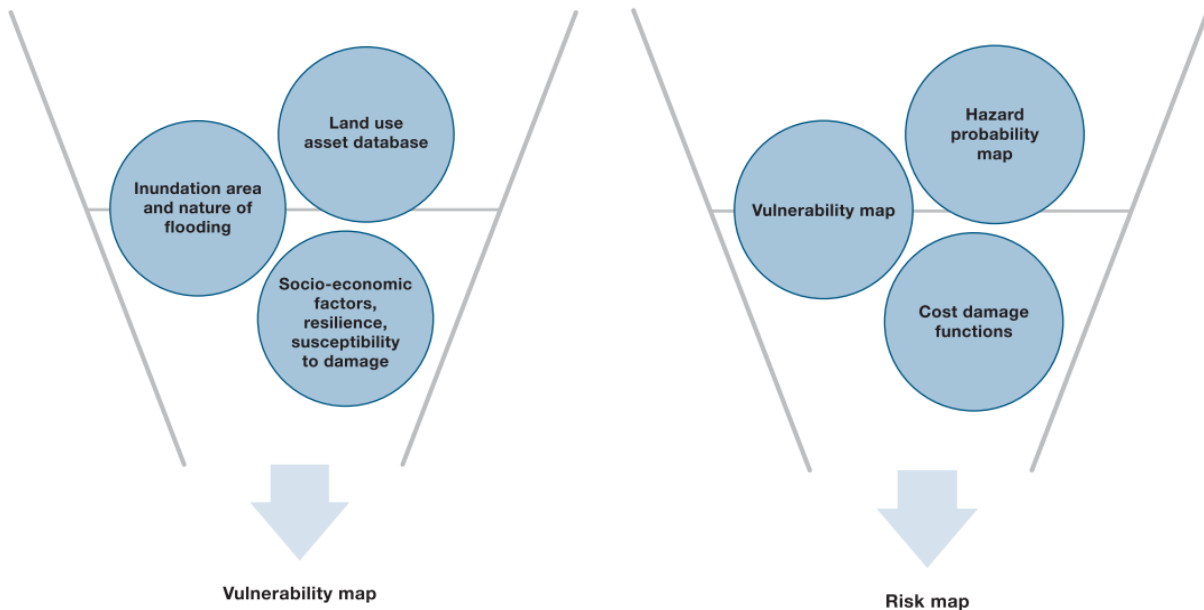 Land use
asset database
Inundation area
and nature of
flooding
Socio-economic
factors,
resilience,
susceptibility
to damage
Vulnerability map
Hazard
probability
map
Vulnerability map
Cost damage
functions
Risk map